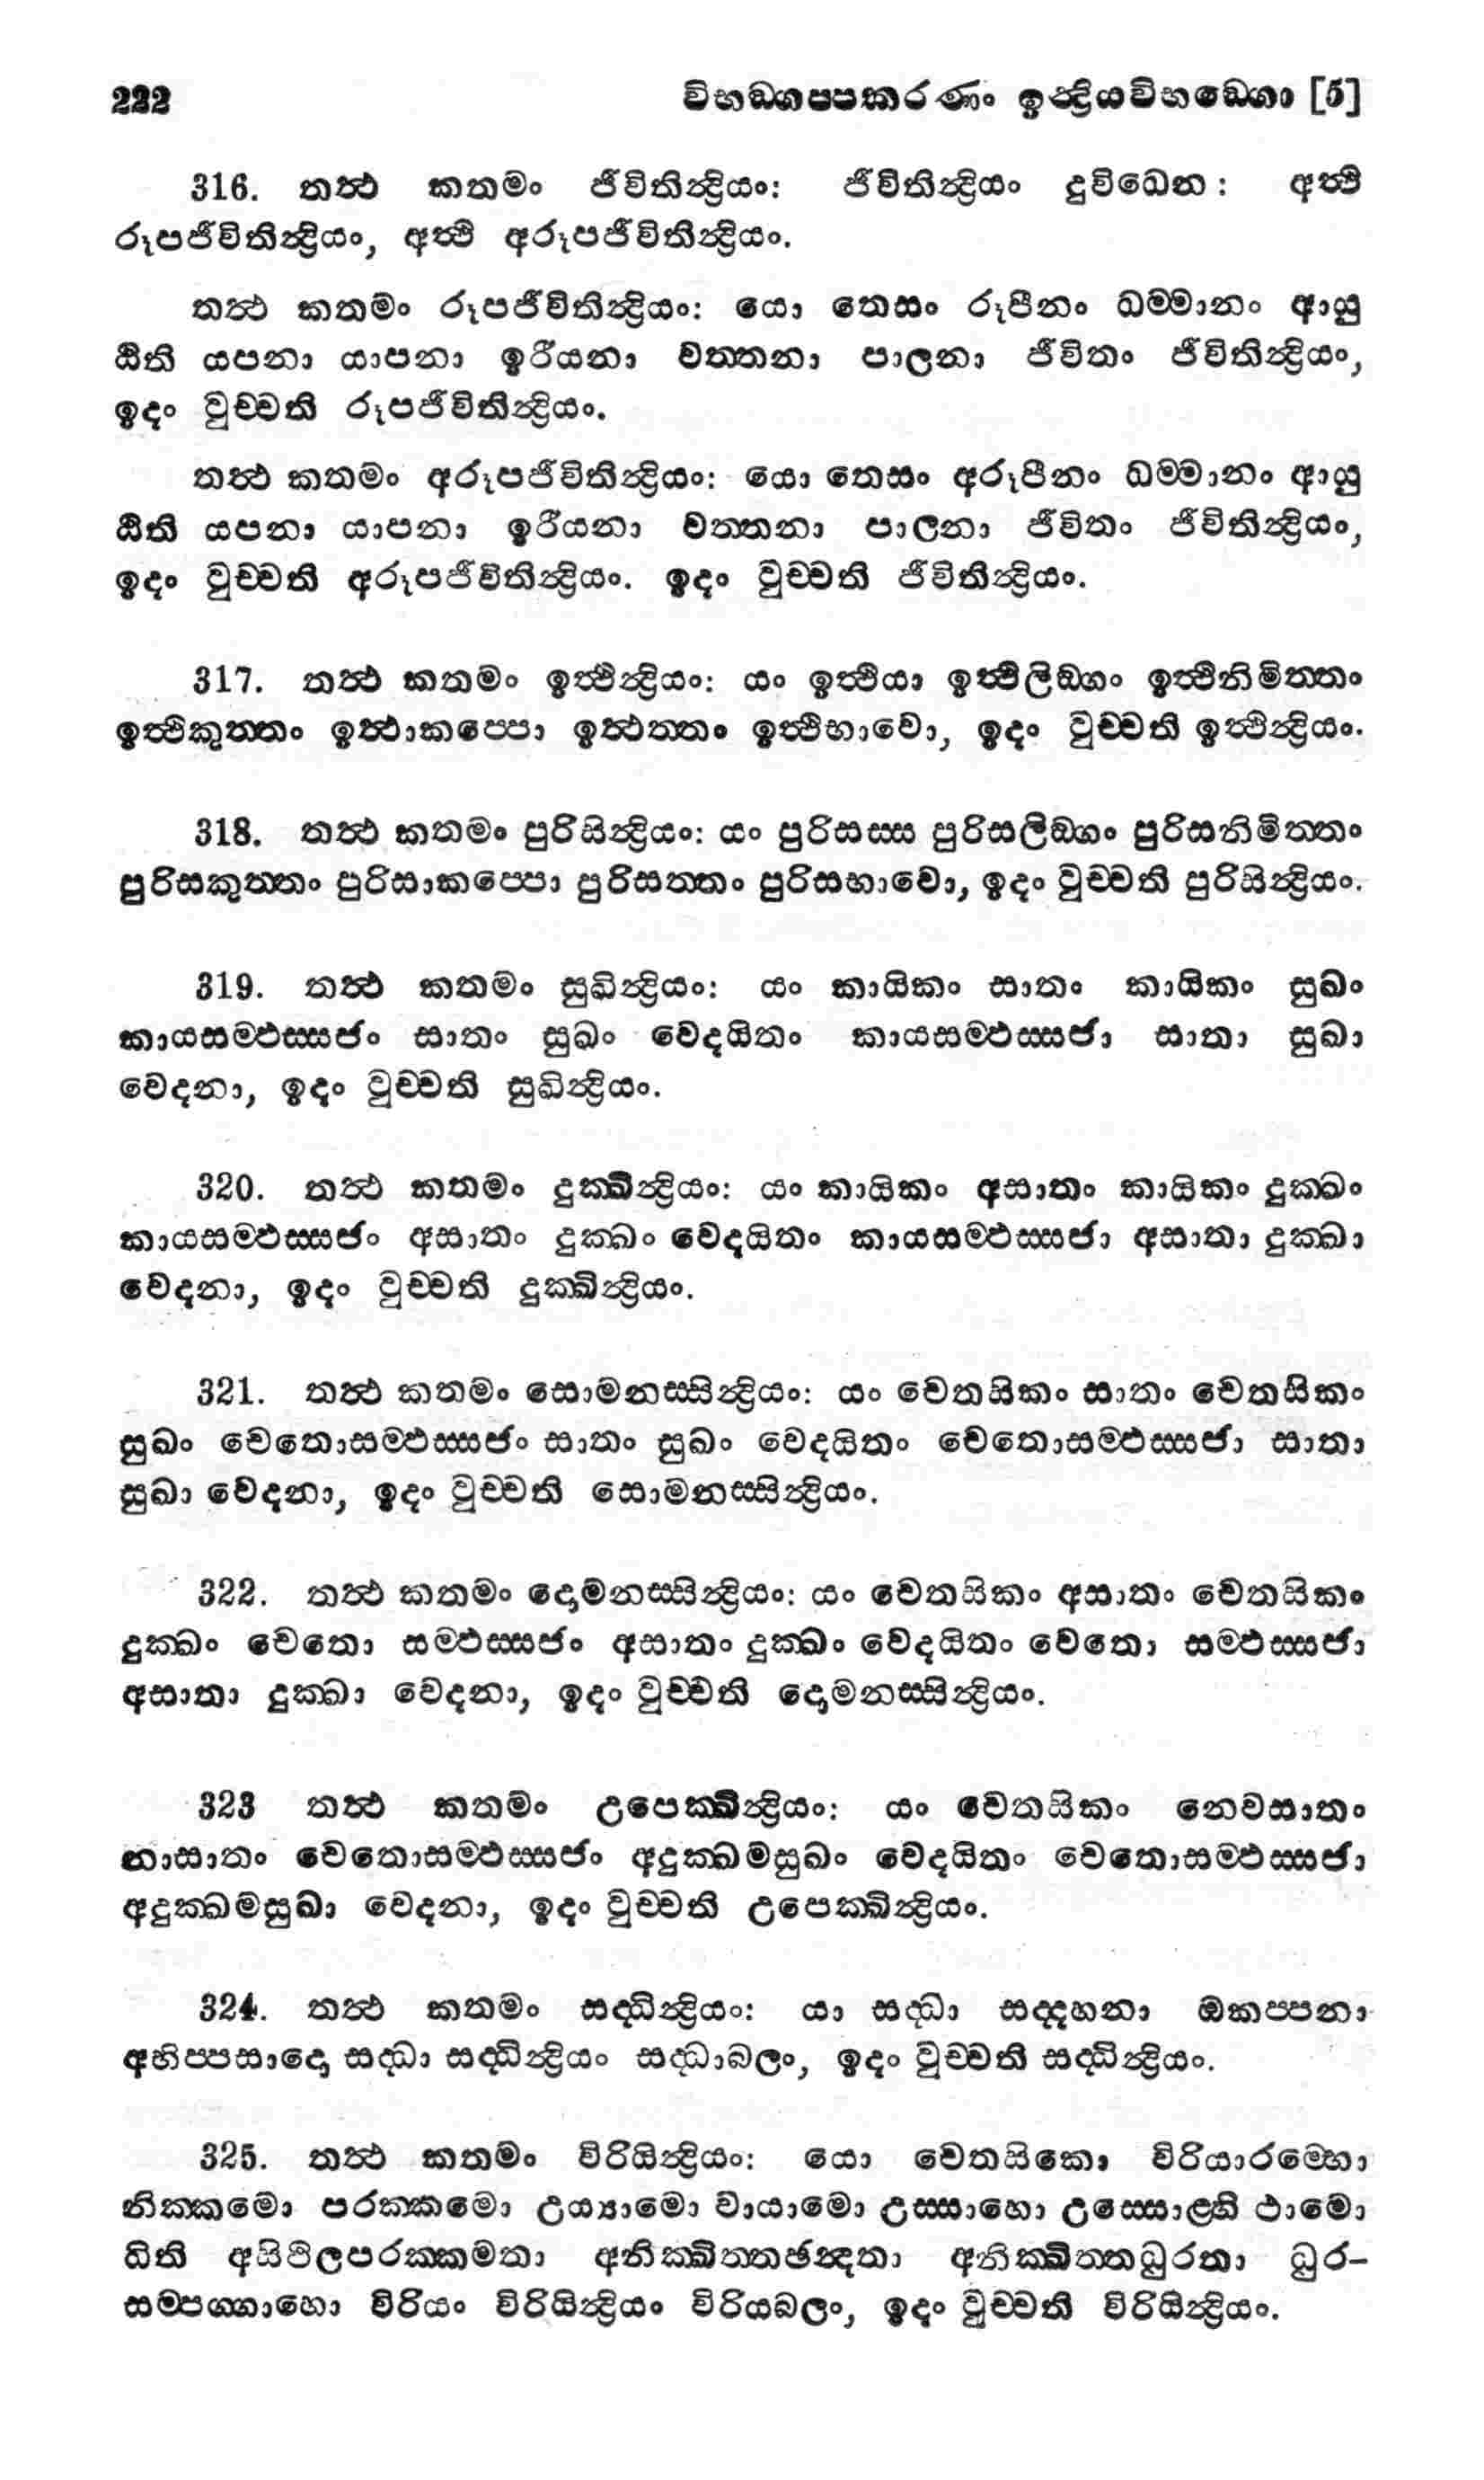 232 විභඞ්ගප්පකරණං ඉන්ද්‍රියවිභඞ්ගො [5]
316. තත්‍ථ කතමං ජීවිතින්ද්‍රියං: ජීවිතින්ද්‍රියං දුවිධෙන: අත්‍ථි
රූපජීවිතින්ද්‍රියං, අත්‍ථි අරූපජීවිතින්ද්‍රියං.
තත්‍ථ කතමං රූපජීවිතින්ද්‍රියං: යො තෙසං රූපීනං ධම්මානං ආයු
ඨිති යපනා යාපනා ඉරීයනා වත්තනා පාලනා ජීවිතං ජීවිතින්ද්‍රියං,
ඉදං වුච්චති රූපජීවිතින්ද්‍රියං.
තත්‍ථ කතමං අරූපජීවිතින්ද්‍රියං: යො තෙසං අරූපීනං ධම්මානං ආයු
ඨිති යපනා යාපනා ඉරීයනා වත්තනා පාලනා ජීවිතං ජීවිතින්ද්‍රියං,
ඉදං වුච්චති අරූපජීවිතින්ද්‍රියං. ඉදං වුච්චති ජීවිතින්ද්‍රියං.
317. තත්‍ථ කතමං ඉත්‍ථින්ද්‍රියං: යං ඉත්‍ථියා ඉත්‍ථිලිඞ්ගං ඉත්‍ථිනිමිත්තං
ඉත්‍ථිකුත්තං ඉත්‍ථාකප්පො ඉත්‍ථත්තං ඉත්‍ථිභාවො, ඉදං වුච්චති ඉත්‍ථින්ද්‍රියං.
318. තත්‍ථ කතමං පුරිසින්ද්‍රියං: යං පුරිසස්ස පුරිසලිඞ්ගං පුරිසනිමිත්තං
පුරිසකුත්තං පුරිසාකප්පො පුරිසත්තං පුරිසභාවො, ඉදං වුච්චති පුරිසින්ද්‍රියං.
319. තත්‍ථ කතමං සුඛින්ද්‍රියං: යං කායිකං සාතං කායිකං සුඛං
කායසම්ඵස්සජං සාතං සුඛං වෙදයිතං කායසම්ඵස්සජා සාතා සුඛා
වෙදනා, ඉදං වුච්චති සුඛින්ද්‍රියං.
320. තත්‍ථ කතමං දුක්ඛින්ද්‍රියං: යං කායිකං අසාතං කායිකං දුක්ඛං
කායසම්ඵස්සජං අසාතං දුක්ඛං වෙදයිතං කායසම්ඵස්සජා අසාතා දුක්ඛා
වෙදනා, ඉදං වුච්චති දුක්ඛින්ද්‍රියං.
321. තත්‍ථ කතමං සොමනස්සින්ද්‍රියං: යං චෙතසිකං සාතං චෙතසිකං
සුඛං චෙතොසම්ඵස්සජං සාතං සුඛං වෙදයිතං චෙතොසම්ඵස්සජා සාතා
සුඛා වෙදනා, ඉදං වුච්චති සොමනස්සින්ද්‍රියං.
322. තත්‍ථ කතමං දොමනස්සින්ද්‍රියං: යං චෙතසිකං අසාතං චෙතසිකං
දුක්ඛං චෙතො සම්ඵස්සජං අසාතං දුක්ඛං වෙදයිතං චෙතො සම්ඵස්සජා
අසාතා දුක්ඛා වෙදනා, ඉදං වුච්චති දොමනස්සින්ද්‍රියං.
323 තත්‍ථ කතමං උපෙක්ඛින්ද්‍රියං: යං චෙතසිකං නෙවසාතං
නාසාතං චෙතොසම්ඵස්සජං අදුක්ඛමසුඛං වෙදයිතං චෙතොසම්ඵස්සජා
අදුක්ඛමසුඛා වෙදනා, ඉදං වුච්චති උපෙක්ඛින්ද්‍රියං.
324. තත්‍ථ කතමං සද්ධින්ද්‍රියං: යා සද්ධා සද්දහනා ඔකප්පනා
අභිප්පසාදො සද්ධා සද්ධින්ද්‍රියං සද්ධාබලං, ඉදං වුච්චති සද්ධින්ද්‍රියං.
325. තත්‍ථ කතමං විරියින්ද්‍රියං: යො චෙතසිකො විරියාරම්භො
නික්කමො පරක්කමො උය්‍යාමො වායාමො උස්සාහො උස්සොළ්හි ථාමො
ඨිති අසිථිලපරක්කමතා අනික්ඛිත්තඡන්දතා අනික්ඛිත්තධුරතා ධුර-
සම්පග්ගාහො විරියං විරියින්ද්‍රියං විරියබලං, ඉදං වුච්චති විරියින්ද්‍රියං.